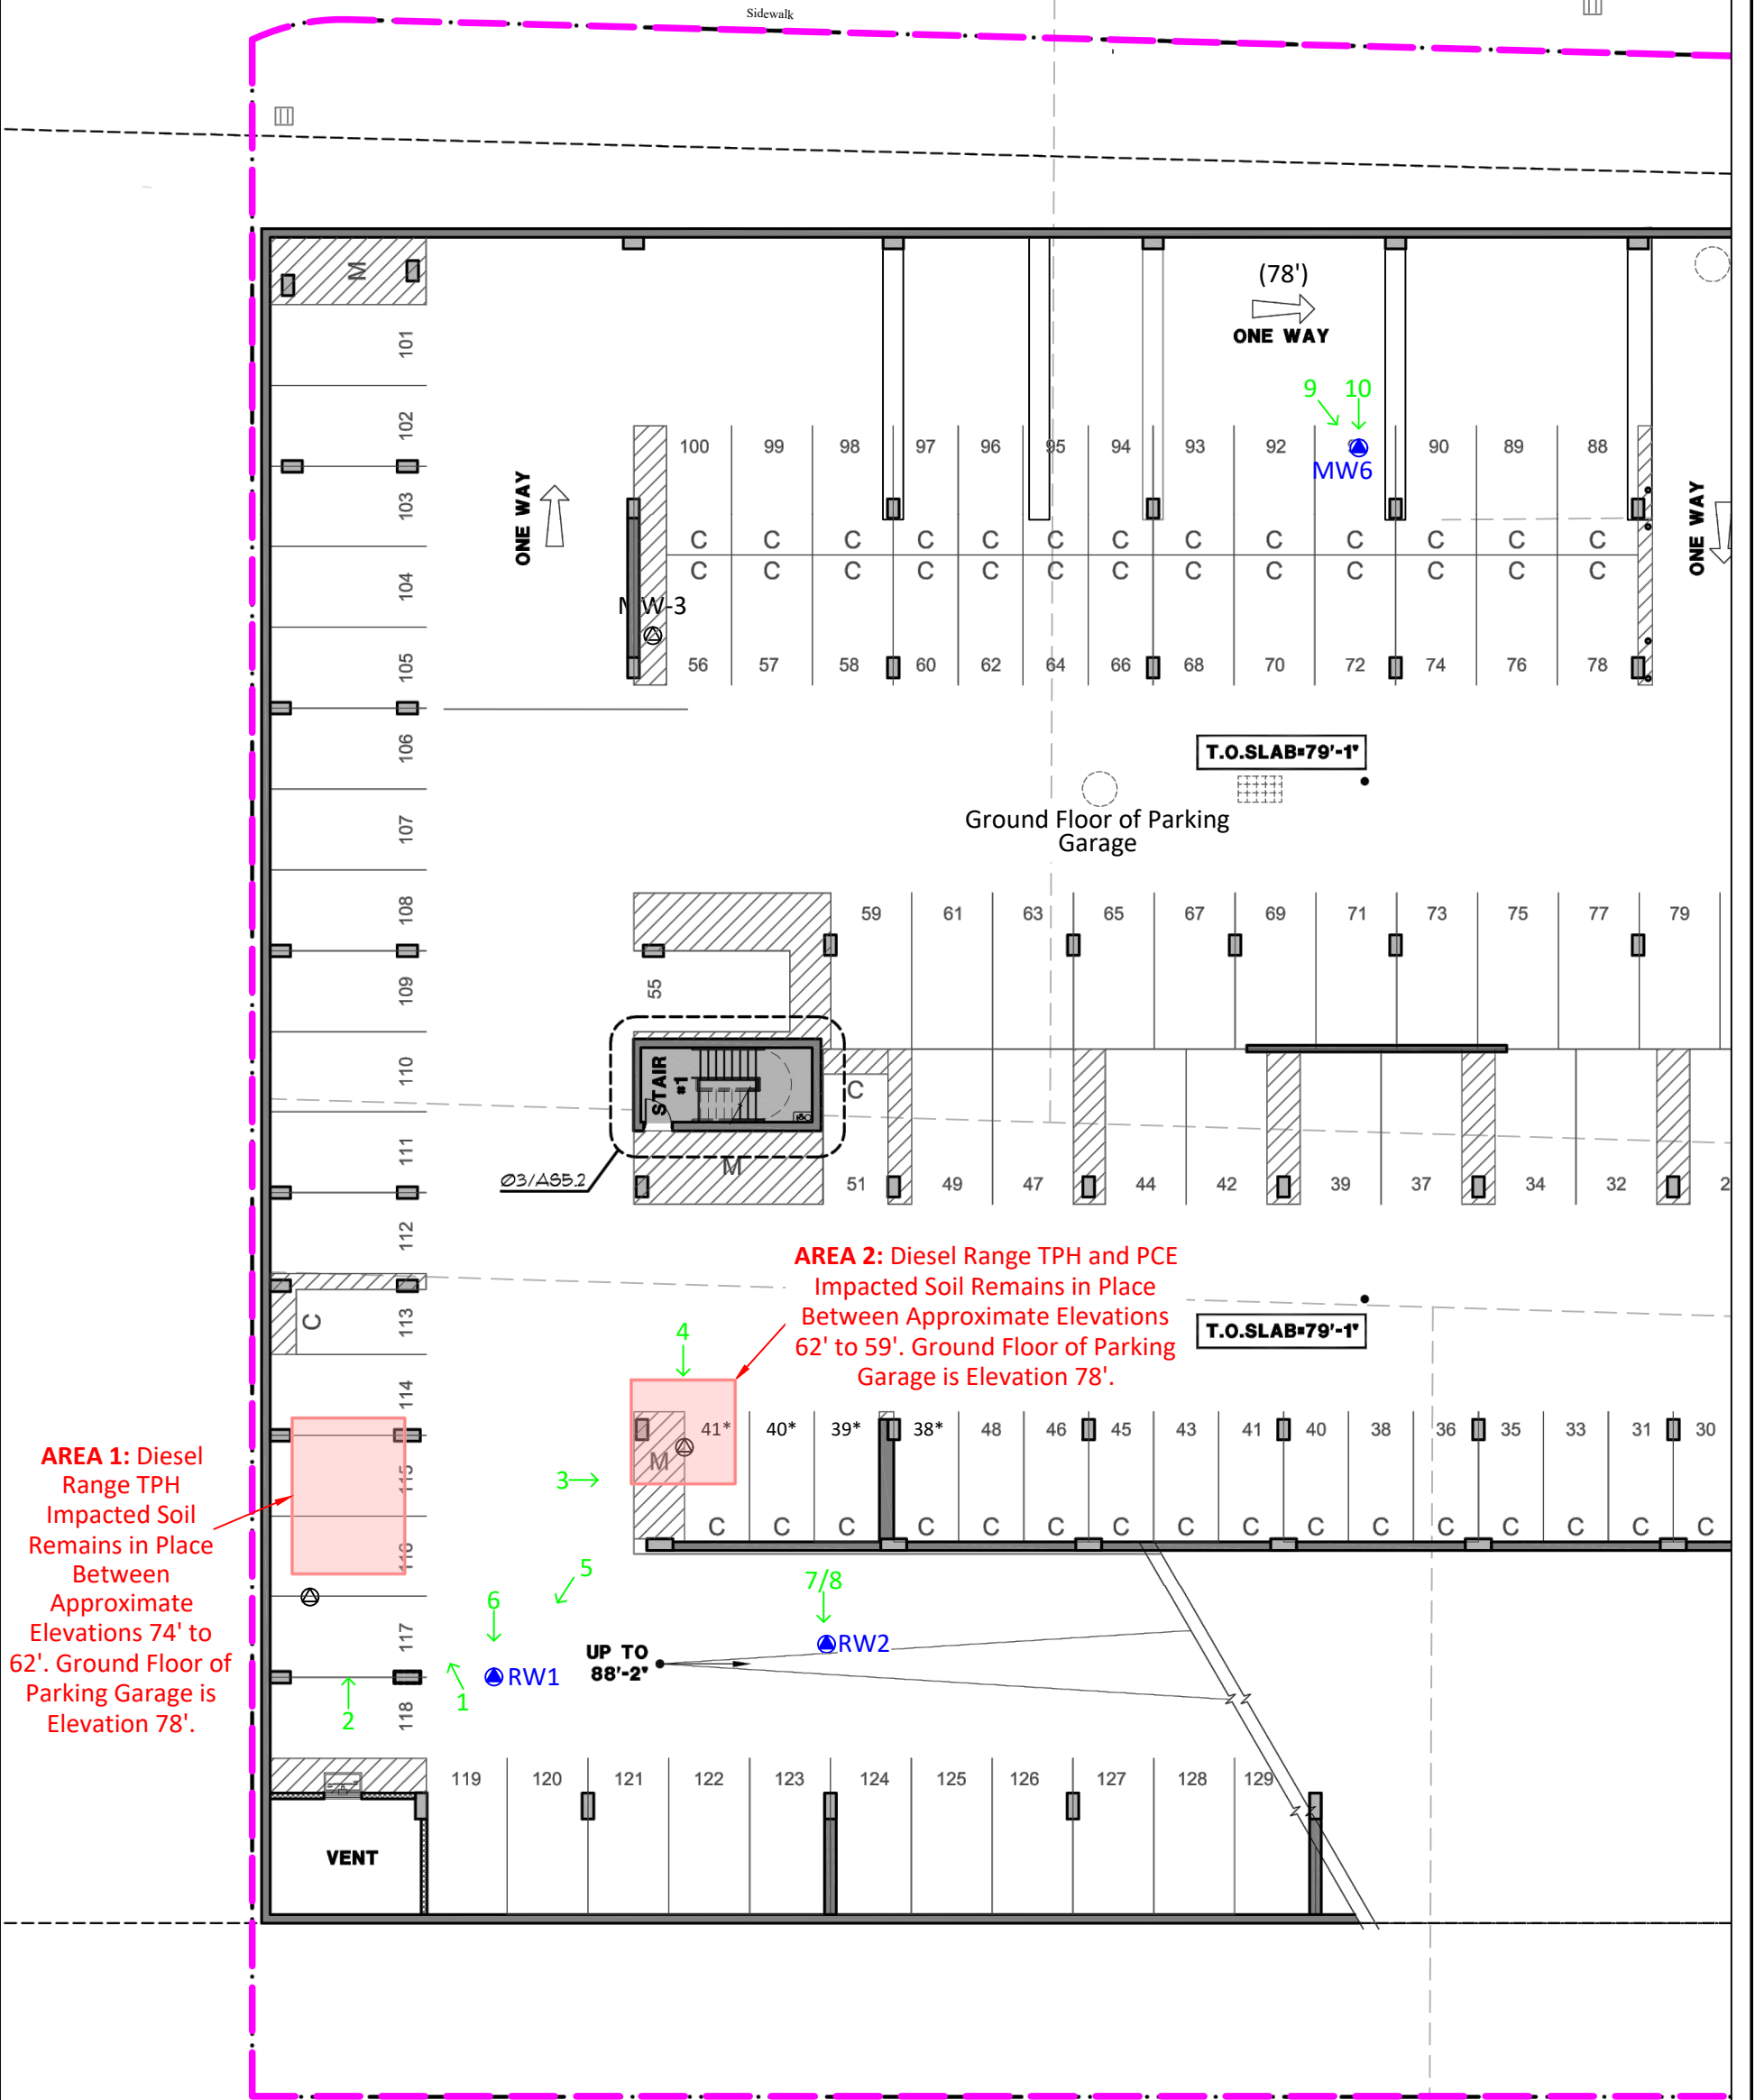 Sidewalk
M
(78')
ONE WAY
101
102
103
104
105
106
107
108
109
110
111
112
113
114
115
117
118
C
9 10
100 99 98 97 96 95 94 93 92 90 89 88
MW6
ONE WAY
ONE WAY
C C C C C C C C C C C C
C C C C C C C C C C C C
MW-3
56 57 58 60 62 64 66 68 70 72 74 76 78
T.O.SLAB=79'-1"
Ground Floor of Parking
Garage
59 61 63 65 67 69 71 73 75 77 79
55
STAIR
#1
C
M
Ø3/AS5.2
51 49 47 44 42 39 37 34 32 2
AREA 2: Diesel Range TPH and PCE
Impacted Soil Remains in Place
Between Approximate Elevations
62' to 59'. Ground Floor of Parking
Garage is Elevation 78'.
T.O.SLAB=79'-1"
4
41* 40* 39* 38* 48 46 45 43 41 40 38 36 35 33 31 30
M
3
C C C C C C C C C C C C C C C C
AREA 1: Diesel
Range TPH
Impacted Soil
Remains in Place
Between
Approximate
Elevations 74' to
62'. Ground Floor of
Parking Garage is
Elevation 78'.
5
6
7/8
RW2
RW1
UP TO
88'-2"
1
2
119 120 121 122 123 124 125 126 127 128 129
VENT